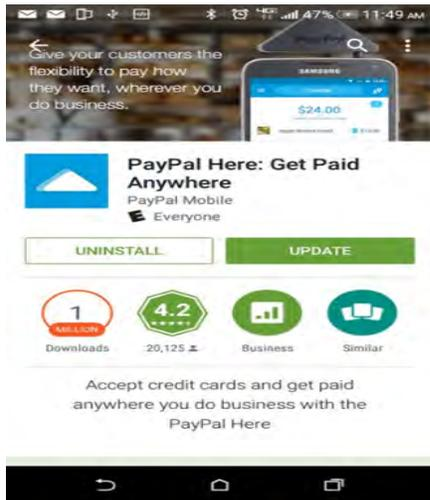 47% 11:49 AM
Give your customers the
flexibility to pay how
they want, wherever you
do business.
SAMSUNG
$24.00
PayPal Here: Get Paid
Anywhere
PayPal Mobile
E Everyone
UNINSTALL
UPDATE
1
MILLION
4.2
Downloads
20,125
Business
Similar
Accept credit cards and get paid
anywhere you do business with the
PayPal Here